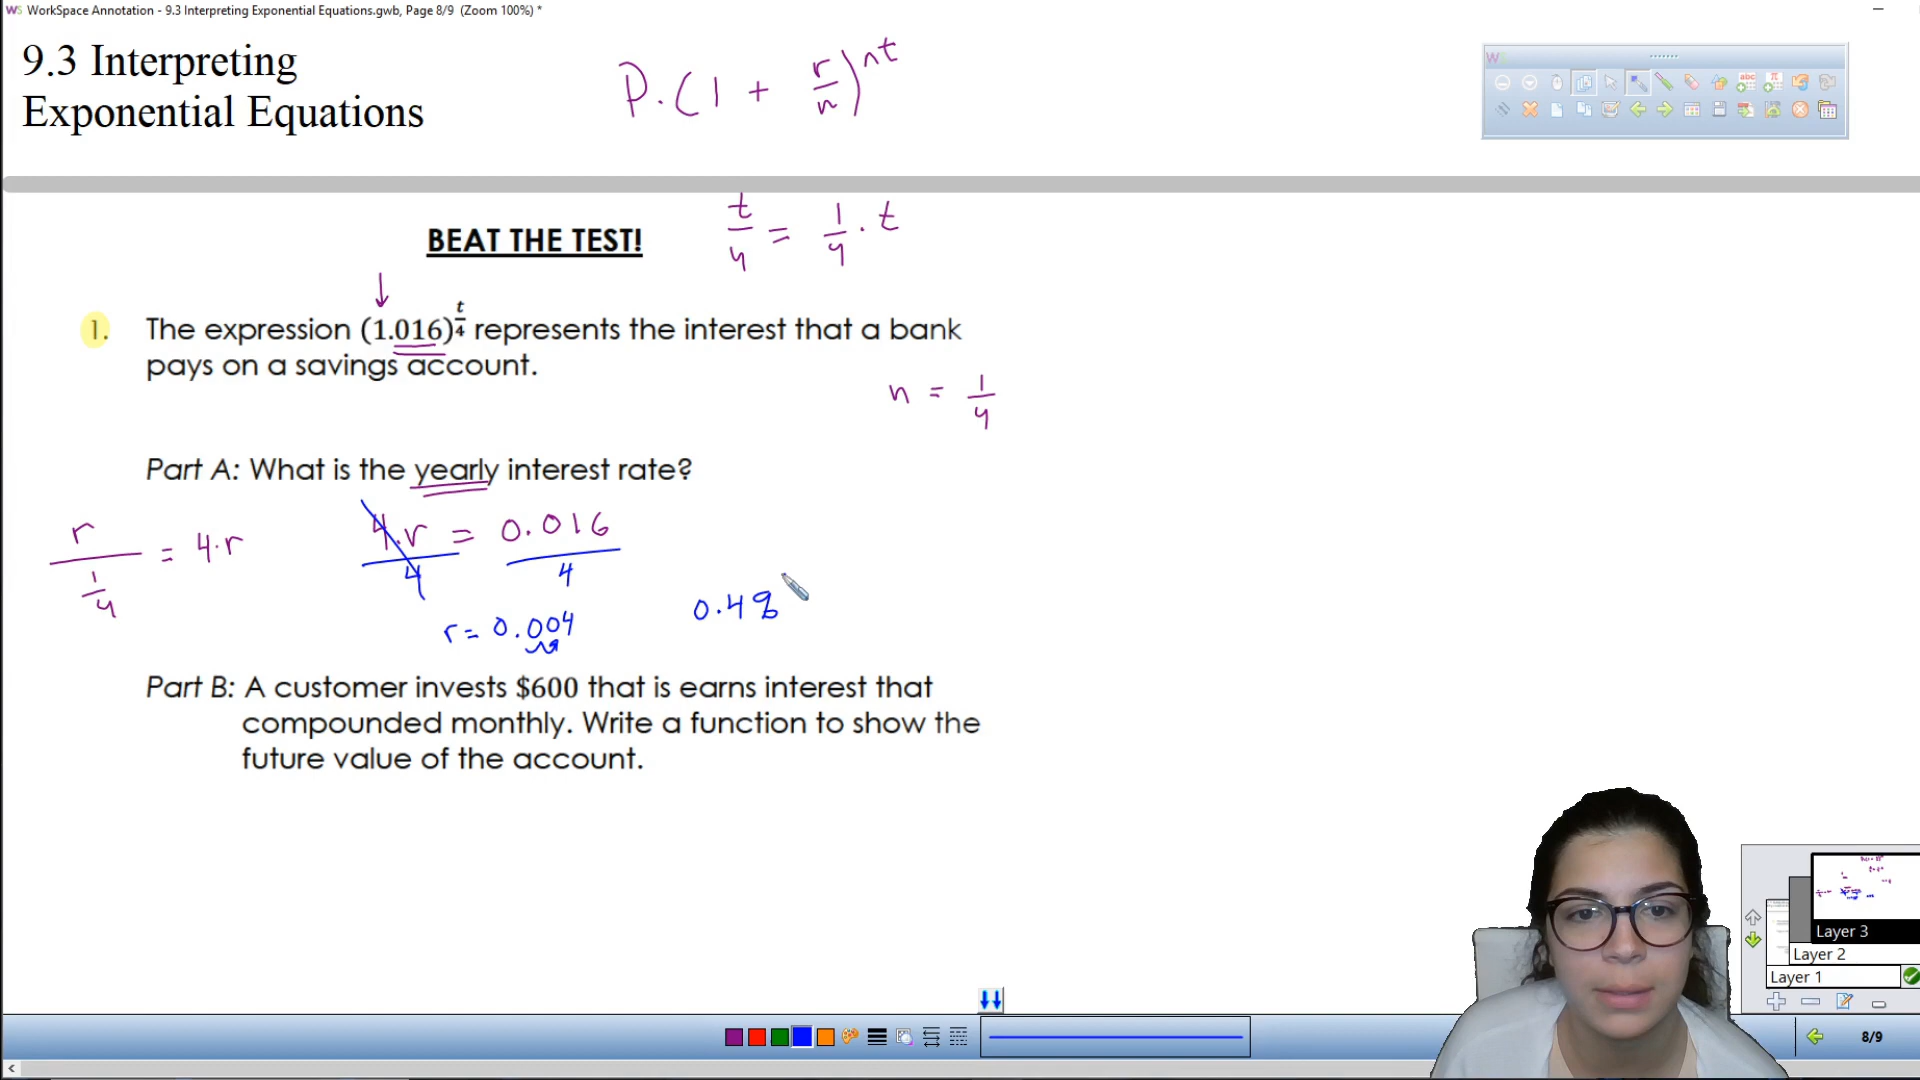 WS WorkSpace Annotation - 9.3 Interpreting Exponential Equations.gwb, Page 8/9 (Zoom 100%) *
9.3 Interpreting
Exponential Equations
P·(1 + r/n)^nt
WS
abc
π
BEAT THE TEST!
t/4 = 1/4 · t
1. The expression (1.016)^t/4 represents the interest that a bank
pays on a savings account.
n = 1/4
Part A: What is the yearly interest rate?
r/(1/4) = 4·r
4·r/4 = 0.016/4
r = 0.004
0.4%
Part B: A customer invests $600 that is earns interest that
compounded monthly. Write a function to show the
future value of the account.
Layer 3
Layer 2
Layer 1
8/9